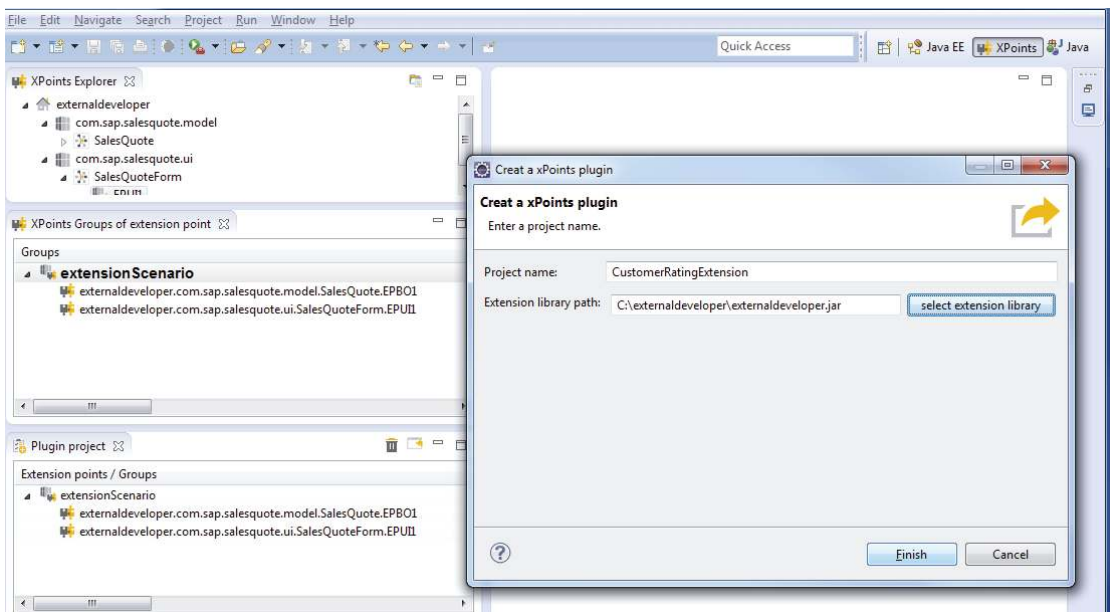 File Edit Navigate Search Project Run Window Help
Quick Access
Java EE
XPoints
Java
XPoints Explorer
externaldeveloper
com.sap.salesquote.model
SalesQuote
com.sap.salesquote.ui
SalesQuoteForm
EPUI1
XPoints Groups of extension point
Groups
extensionScenario
externaldeveloper.com.sap.salesquote.model.SalesQuote.EPBO1
externaldeveloper.com.sap.salesquote.ui.SalesQuoteForm.EPUI1
Plugin project
Extension points / Groups
extensionScenario
externaldeveloper.com.sap.salesquote.model.SalesQuote.EPBO1
externaldeveloper.com.sap.salesquote.ui.SalesQuoteForm.EPUI1
Creat a xPoints plugin
Creat a xPoints plugin
Enter a project name.
Project name: CustomerRatingExtension
Extension library path: C:\externaldeveloper\externaldeveloper.jar select extension library
Finish Cancel